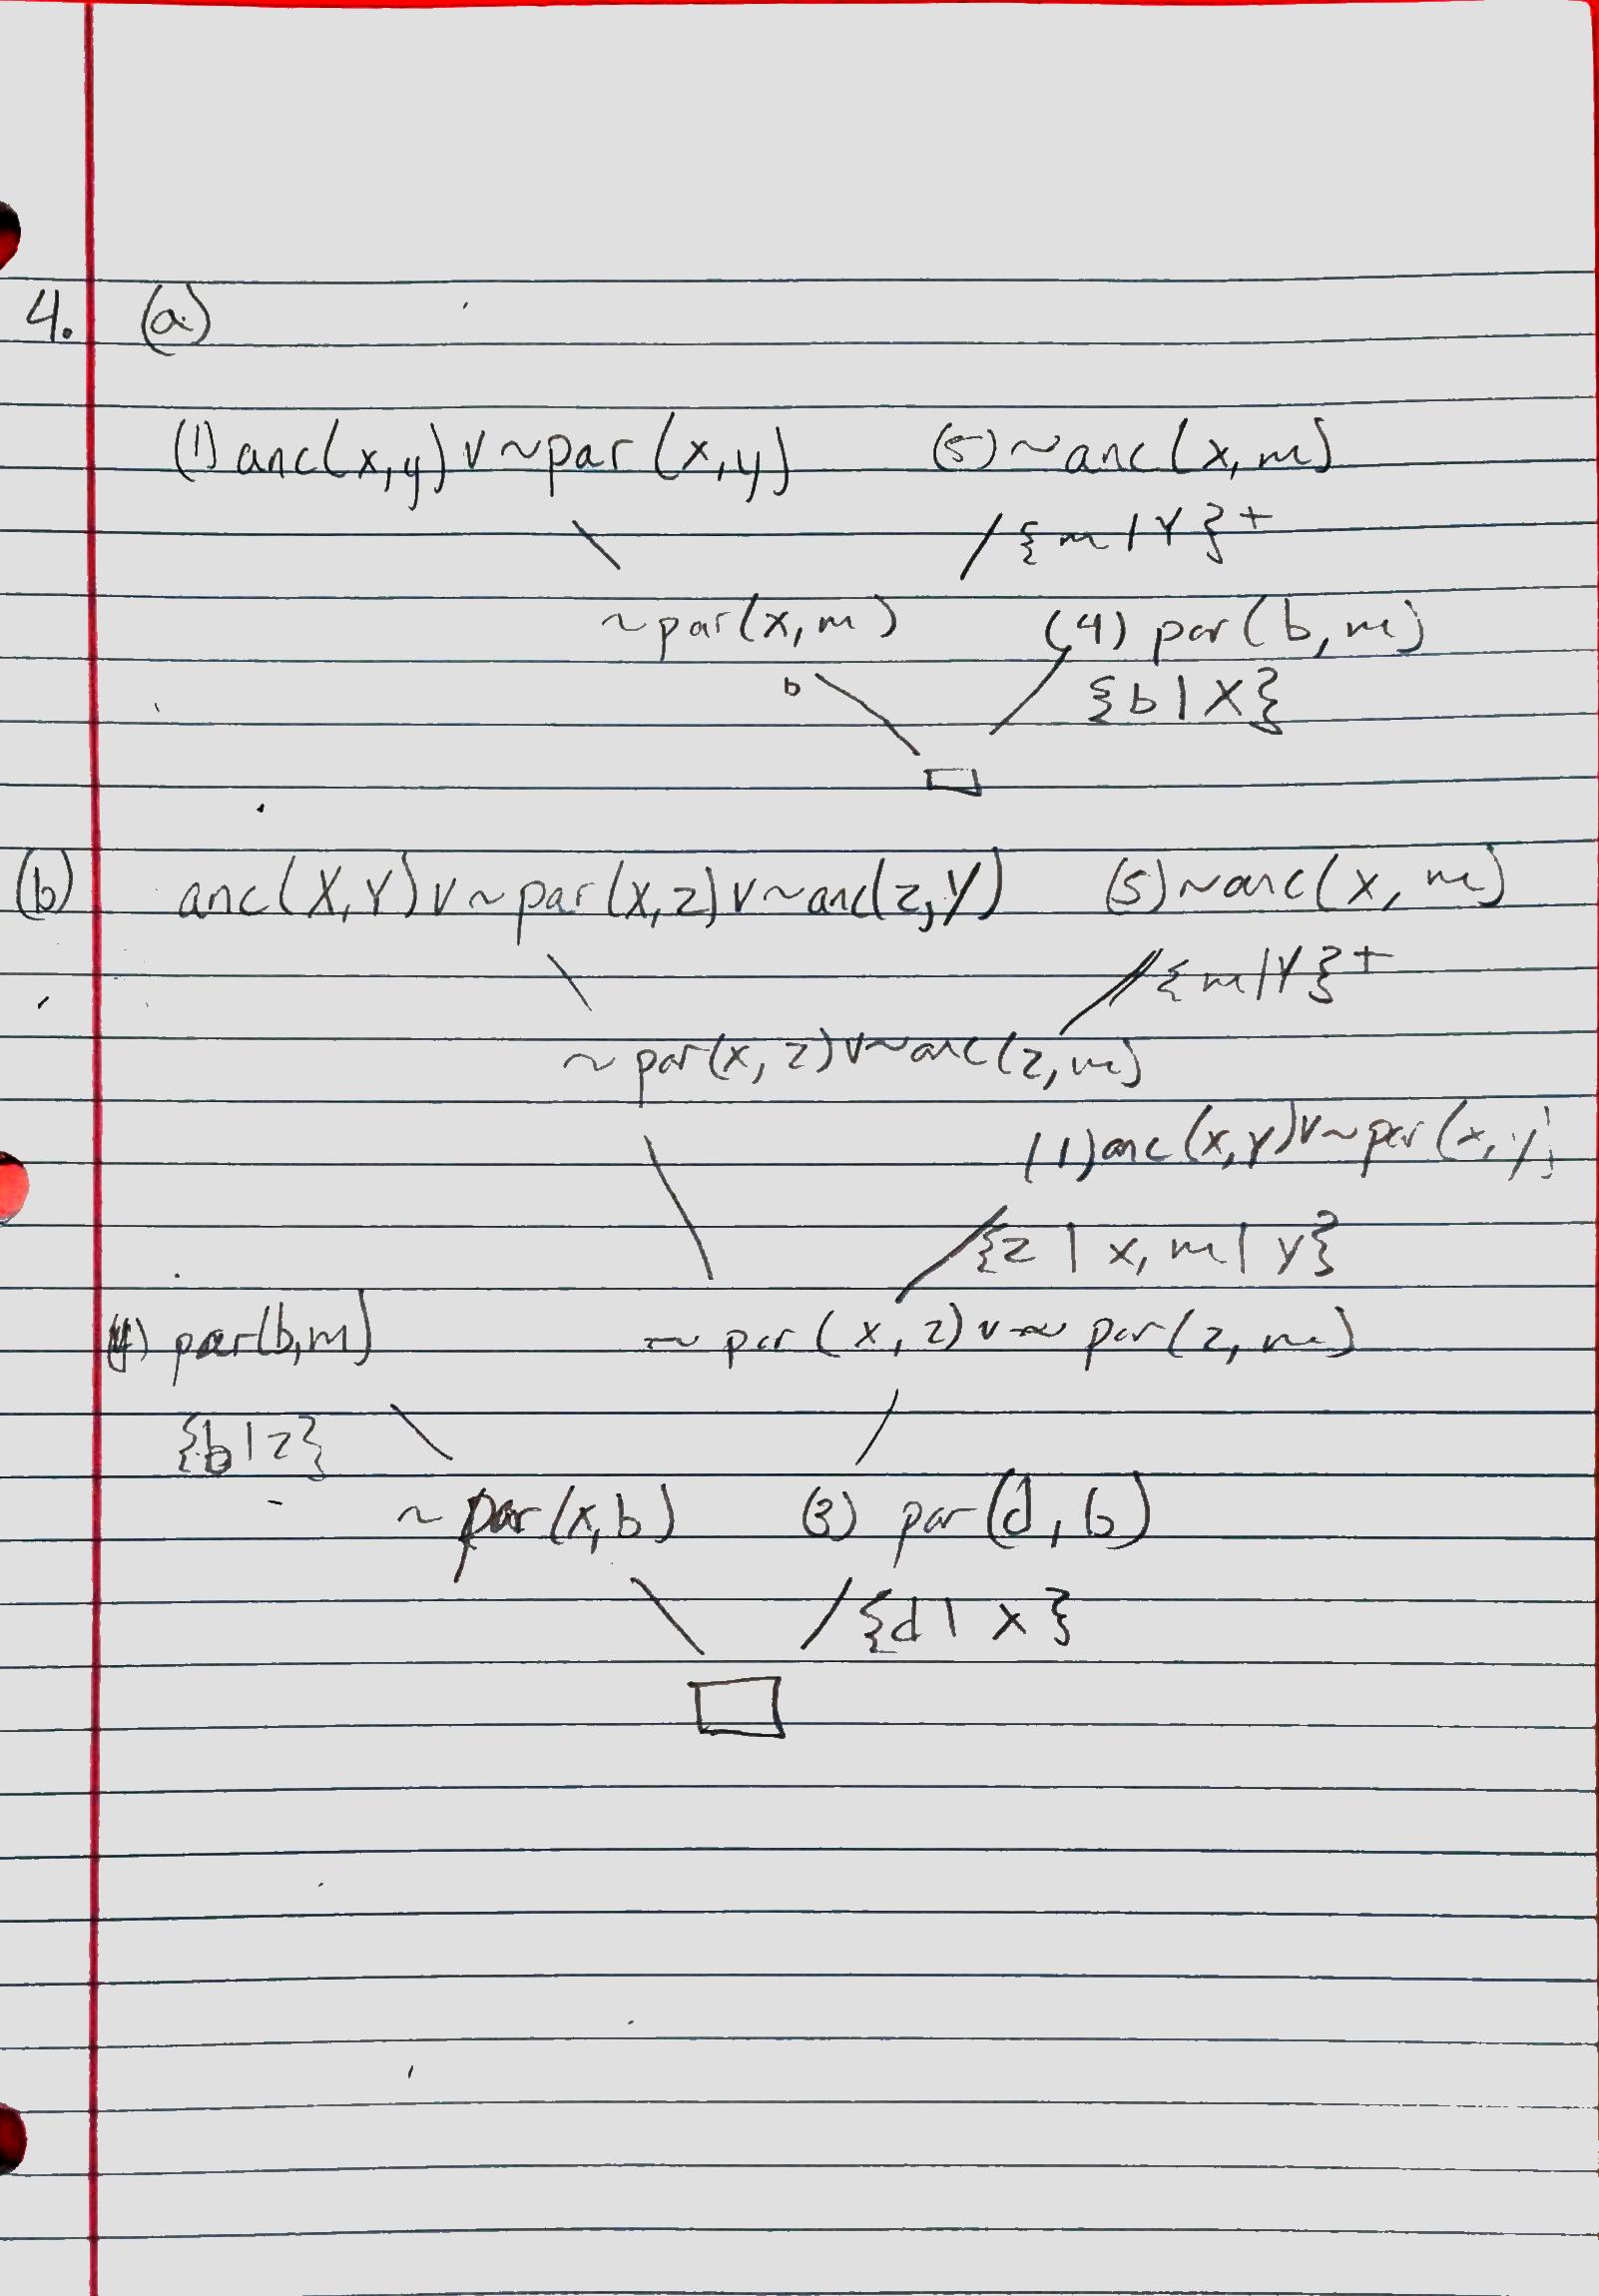 4. (a)
(1) anc(x,y) v ~par(x,y) (5) ~anc(x,m)
{m|Y}+
~par(x,m) (4) par(b,m)
b {b|X}
(b) anc(X,Y) v ~par(x,z) v ~anc(z,Y) (5) ~anc(x,m)
{m|Y}+
~par(x,z) v ~anc(z,m)
(1) anc(x,y) v ~par(x,y)
{z|x, m|y}
(4) par(b,m) ~par(x,z) v ~par(z,m)
{b|z}
~par(x,b) (3) par(d,b)
{d|x}